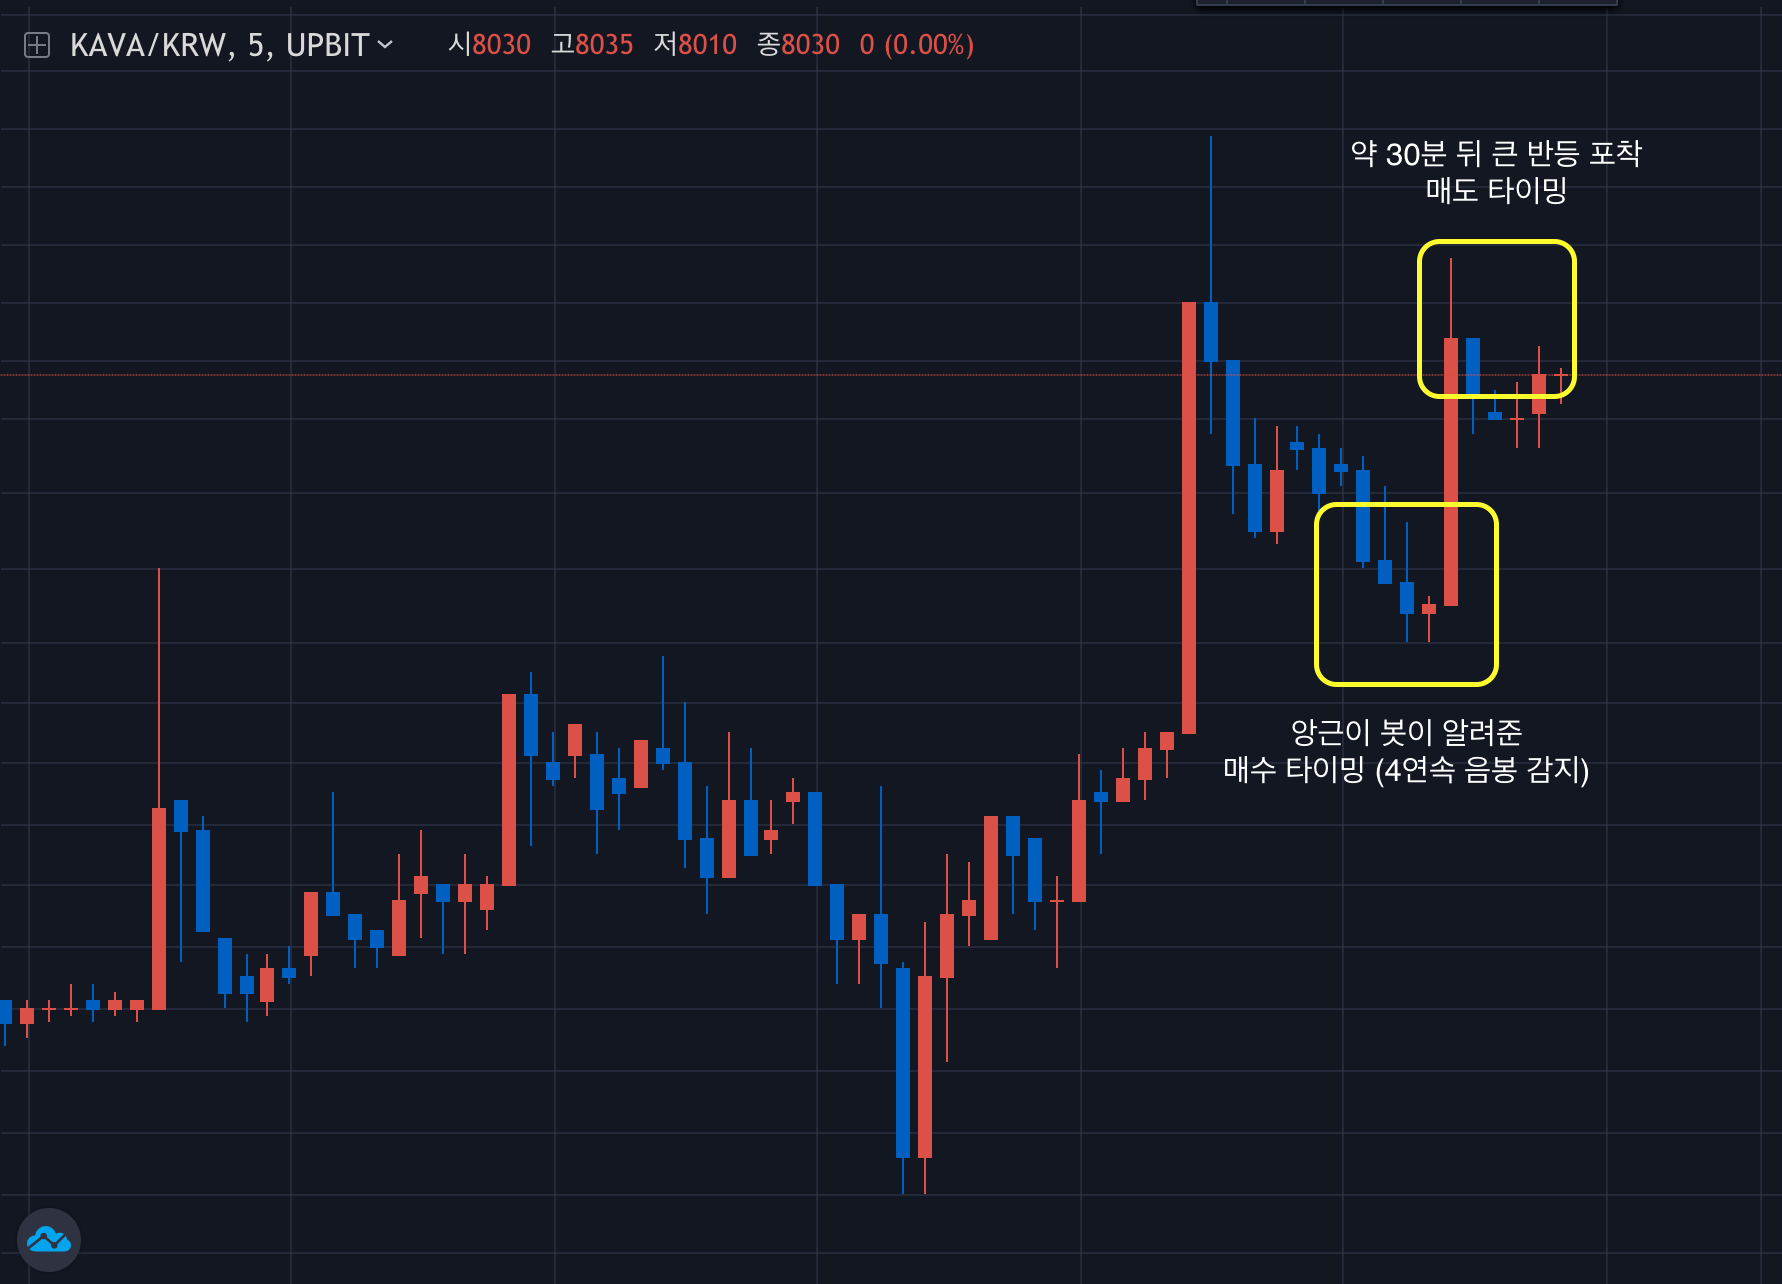 KAVA/KRW, 5, UPBIT 시8030 고8035 저8010 종8030 0 (0.00%)
약 30분 뒤 큰 반등 포착
매도 타이밍
앙근이 봇이 알려준
매수 타이밍 (4연속 음봉 감지)